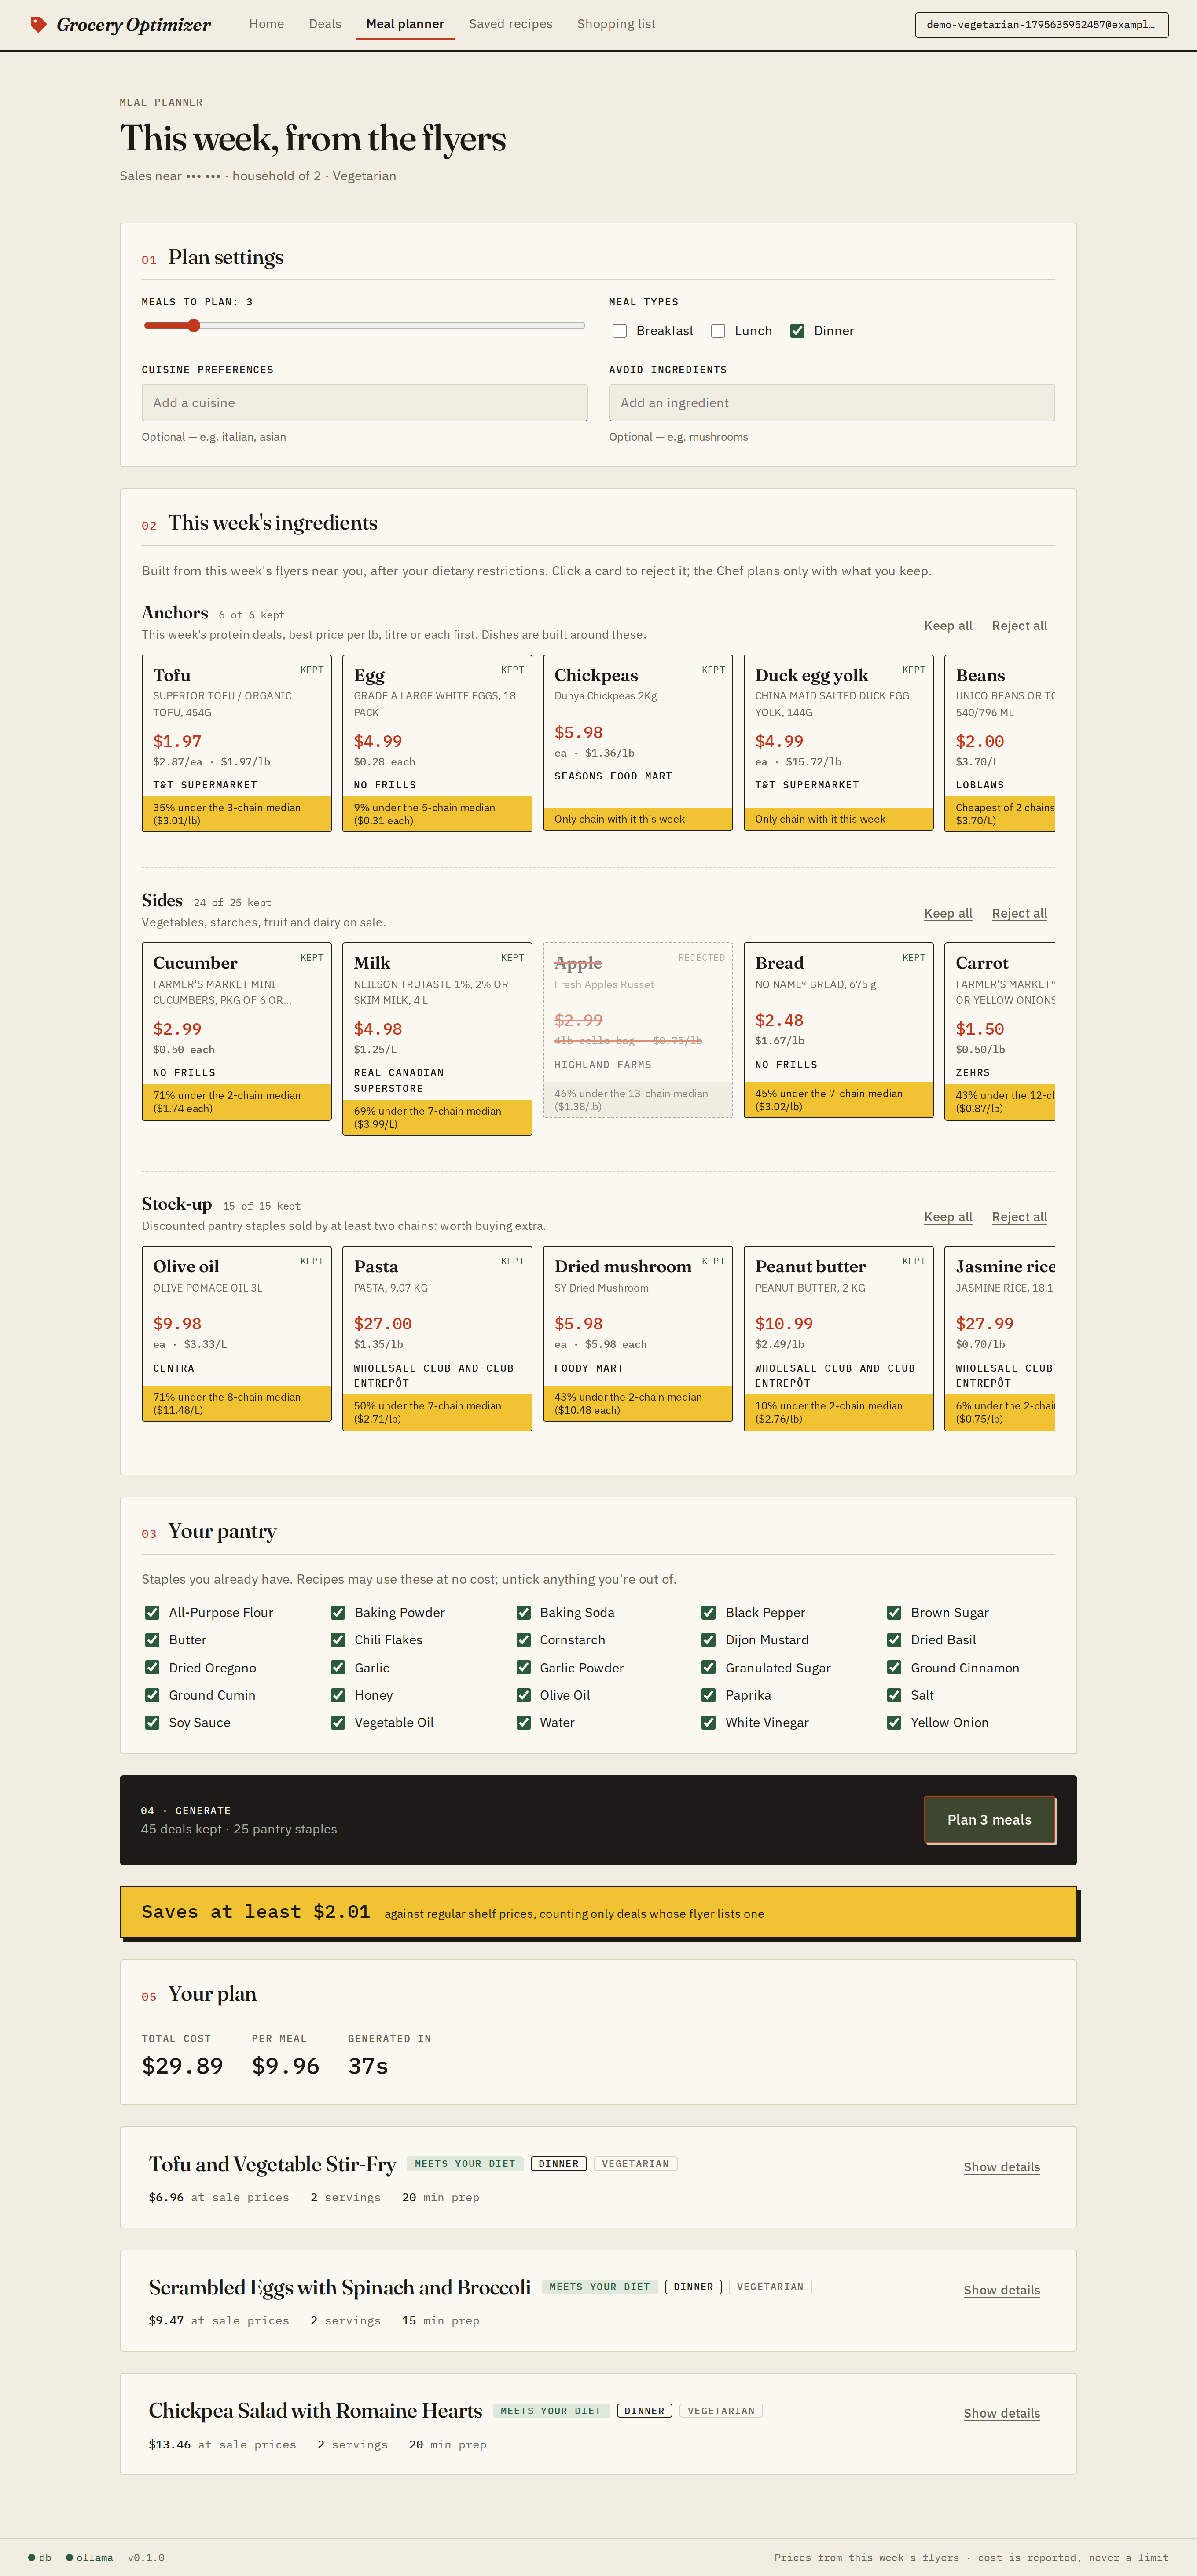 Grocery Optimizer
Home
Deals
Meal planner
Saved recipes
Shopping list
demo-vegetarian-1795635952457@exampl…
MEAL PLANNER
This week, from the flyers
Sales near ••• ••• · household of 2 · Vegetarian
01 Plan settings
MEALS TO PLAN: 3
MEAL TYPES
Breakfast
Lunch
Dinner
CUISINE PREFERENCES
Add a cuisine
Optional — e.g. italian, asian
AVOID INGREDIENTS
Add an ingredient
Optional — e.g. mushrooms
02 This week's ingredients
Built from this week's flyers near you, after your dietary restrictions. Click a card to reject it; the Chef plans only with what you keep.
Anchors 6 of 6 kept
This week's protein deals, best price per lb, litre or each first. Dishes are built around these.
Keep all
Reject all
Tofu KEPT
SUPERIOR TOFU / ORGANIC
TOFU, 454G
$1.97
$2.87/ea · $1.97/lb
T&T SUPERMARKET
35% under the 3-chain median
($3.01/lb)
Egg KEPT
GRADE A LARGE WHITE EGGS, 18
PACK
$4.99
$0.28 each
NO FRILLS
9% under the 5-chain median
($0.31 each)
Chickpeas KEPT
Dunya Chickpeas 2Kg
$5.98
ea · $1.36/lb
SEASONS FOOD MART
Only chain with it this week
Duck egg yolk KEPT
CHINA MAID SALTED DUCK EGG
YOLK, 144G
$4.99
ea · $15.72/lb
T&T SUPERMARKET
Only chain with it this week
Beans
UNICO BEANS OR TO
540/796 ML
$2.00
$3.70/L
LOBLAWS
Cheapest of 2 chains
$3.70/L)
Sides 24 of 25 kept
Vegetables, starches, fruit and dairy on sale.
Keep all
Reject all
Cucumber KEPT
FARMER'S MARKET MINI
CUCUMBERS, PKG OF 6 OR…
$2.99
$0.50 each
NO FRILLS
71% under the 2-chain median
($1.74 each)
Milk KEPT
NEILSON TRUTASTE 1%, 2% OR
SKIM MILK, 4 L
$4.98
$1.25/L
REAL CANADIAN
SUPERSTORE
69% under the 7-chain median
($3.99/L)
Apple REJECTED
Fresh Apples Russet
$2.99
4lb cello bag · $0.75/lb
HIGHLAND FARMS
46% under the 13-chain median
($1.38/lb)
Bread KEPT
NO NAME® BREAD, 675 g
$2.48
$1.67/lb
NO FRILLS
45% under the 7-chain median
($3.02/lb)
Carrot
FARMER'S MARKET™
OR YELLOW ONIONS
$1.50
$0.50/lb
ZEHRS
43% under the 12-ch
($0.87/lb)
Stock-up 15 of 15 kept
Discounted pantry staples sold by at least two chains: worth buying extra.
Keep all
Reject all
Olive oil KEPT
OLIVE POMACE OIL 3L
$9.98
ea · $3.33/L
CENTRA
71% under the 8-chain median
($11.48/L)
Pasta KEPT
PASTA, 9.07 KG
$27.00
$1.35/lb
WHOLESALE CLUB AND CLUB
ENTREPÔT
50% under the 7-chain median
($2.71/lb)
Dried mushroom KEPT
SY Dried Mushroom
$5.98
ea · $5.98 each
FOODY MART
43% under the 2-chain median
($10.48 each)
Peanut butter KEPT
PEANUT BUTTER, 2 KG
$10.99
$2.49/lb
WHOLESALE CLUB AND CLUB
ENTREPÔT
10% under the 2-chain median
($2.76/lb)
Jasmine rice
JASMINE RICE, 18.1
$27.99
$0.70/lb
WHOLESALE CLUB
ENTREPÔT
6% under the 2-chain
($0.75/lb)
03 Your pantry
Staples you already have. Recipes may use these at no cost; untick anything you're out of.
All-Purpose Flour
Baking Powder
Baking Soda
Black Pepper
Brown Sugar
Butter
Chili Flakes
Cornstarch
Dijon Mustard
Dried Basil
Dried Oregano
Garlic
Garlic Powder
Granulated Sugar
Ground Cinnamon
Ground Cumin
Honey
Olive Oil
Paprika
Salt
Soy Sauce
Vegetable Oil
Water
White Vinegar
Yellow Onion
04 · GENERATE
45 deals kept · 25 pantry staples
Plan 3 meals
Saves at least $2.01 against regular shelf prices, counting only deals whose flyer lists one
05 Your plan
TOTAL COST
$29.89
PER MEAL
$9.96
GENERATED IN
37s
Tofu and Vegetable Stir-Fry MEETS YOUR DIET DINNER VEGETARIAN
Show details
$6.96 at sale prices 2 servings 20 min prep
Scrambled Eggs with Spinach and Broccoli MEETS YOUR DIET DINNER VEGETARIAN
Show details
$9.47 at sale prices 2 servings 15 min prep
Chickpea Salad with Romaine Hearts MEETS YOUR DIET DINNER VEGETARIAN
Show details
$13.46 at sale prices 2 servings 20 min prep
db
ollama
v0.1.0
Prices from this week's flyers · cost is reported, never a limit